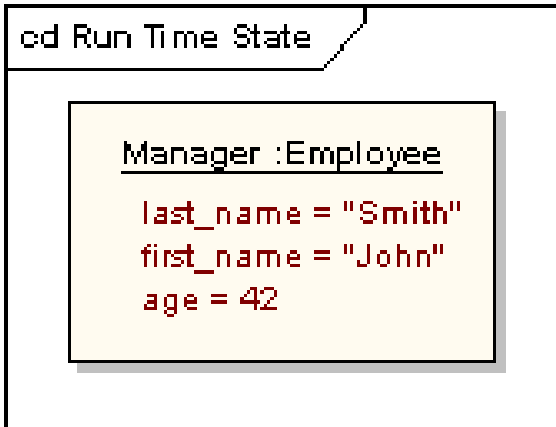 cd Run Time State
Manager :Employee
last_name = "Smith"
first_name = "John"
age = 42